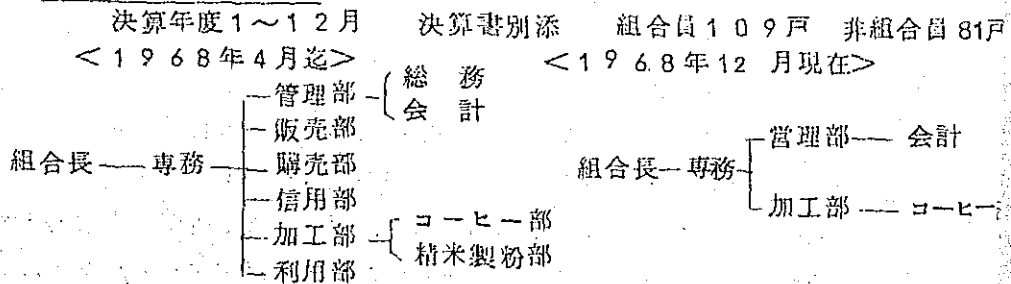 決算年度1～12月 決算書別添 組合員109戸 非組合員81戸
＜1968年4月迄＞ ＜1968年12月現在＞
管理部 総務
会計
販売部
組合長 専務 購売部
信用部
加工部 コーヒー部
精米製粉部
利用部
組合長 専務
営理部 会計
加工部 コーヒー